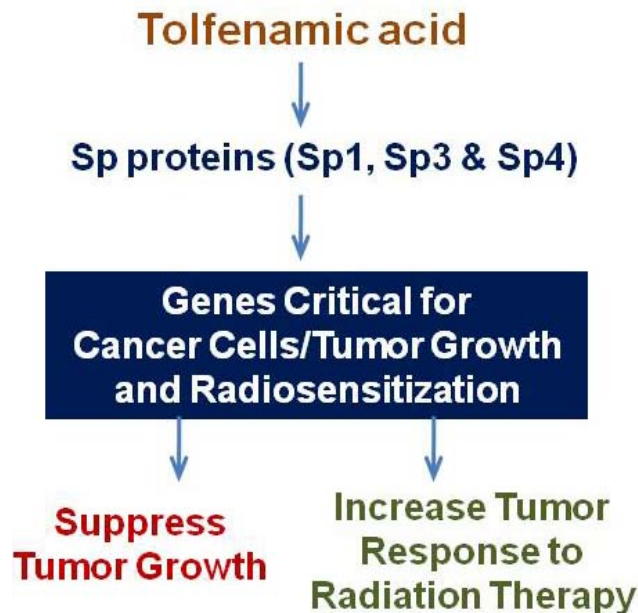 Tolfenamic acid
Sp proteins (Sp1, Sp3 & Sp4)
Genes Critical for
Cancer Cells/Tumor Growth
and Radiosensitization
Suppress
Tumor Growth
Increase Tumor
Response to
Radiation Therapy